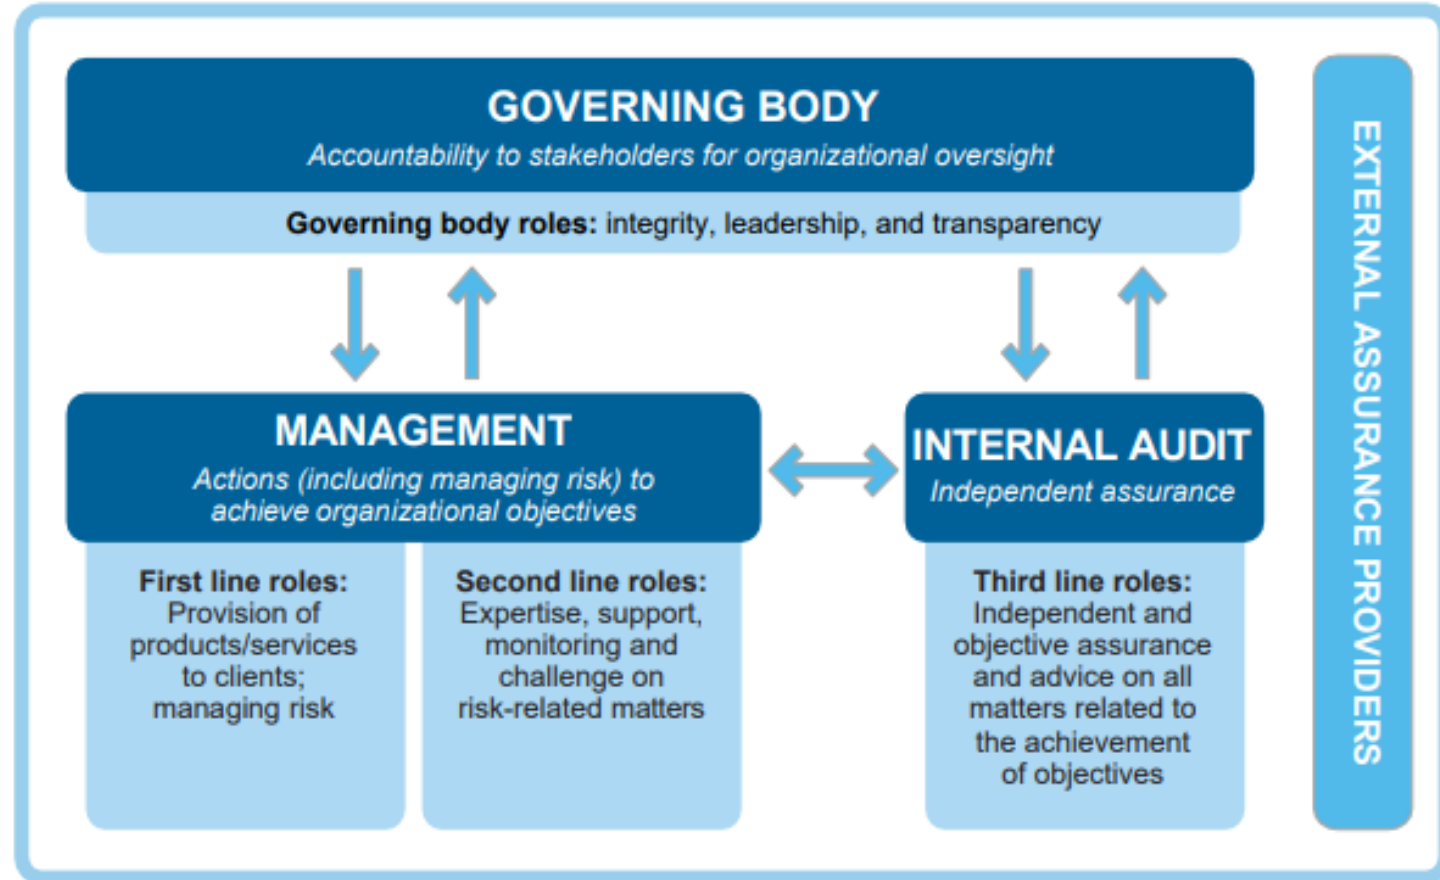 GOVERNING BODY
Accountability to stakeholders for organizational oversight
Governing body roles: integrity, leadership, and transparency
MANAGEMENT
Actions (including managing risk) to
achieve organizational objectives
First line roles:
Provision of
products/services
to clients;
managing risk
Second line roles:
Expertise, support,
monitoring and
challenge on
risk-related matters
INTERNAL AUDIT
Independent assurance
Third line roles:
Independent and
objective assurance
and advice on all
matters related to
the achievement
of objectives
EXTERNAL ASSURANCE PROVIDERS